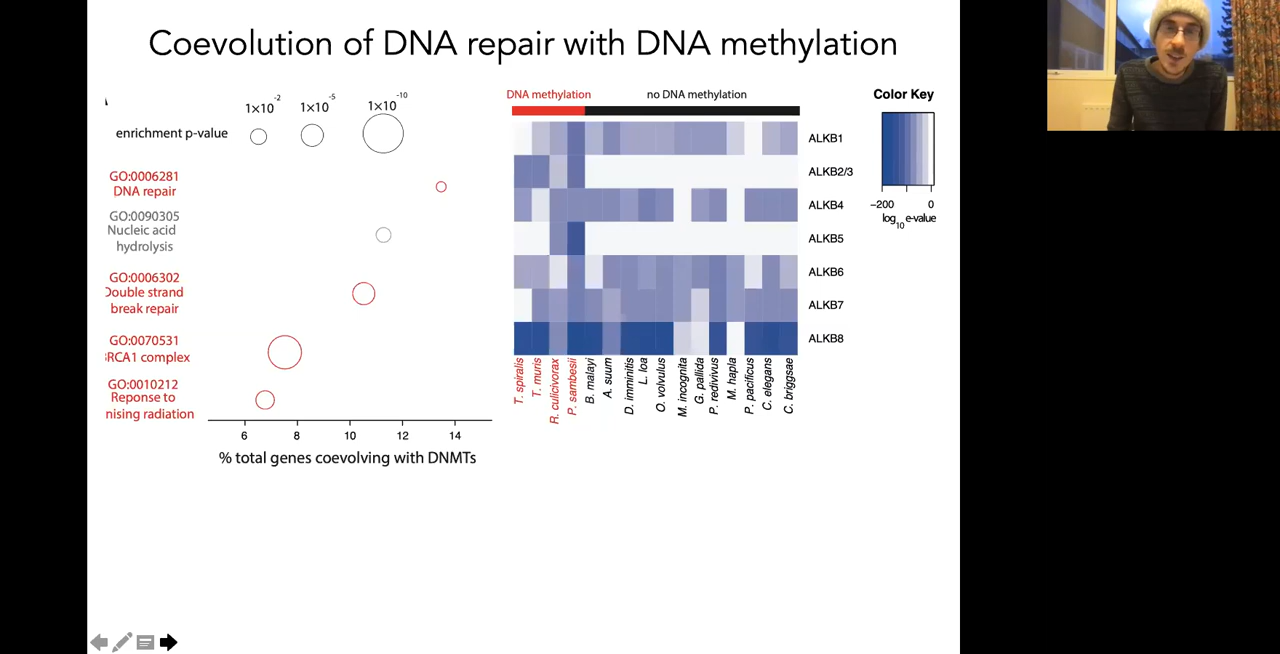 Coevolution of DNA repair with DNA methylation
1×10-2
1×10-5
1×10-10
enrichment p-value
GO:0006281
DNA repair
GO:0090305
Nucleic acid
hydrolysis
GO:0006302
Double strand
break repair
GO:0070531
BRCA1 complex
GO:0010212
Reponse to
nising radiation
6 8 10 12 14
% total genes coevolving with DNMTs
DNA methylation
no DNA methylation
ALKB1
ALKB2/3
ALKB4
ALKB5
ALKB6
ALKB7
ALKB8
T. spiralis
T. muris
R. culicivorax
P. sambesii
B. malayi
A. suum
D. imminitis
L. loa
O. volvulus
M. incognita
G. pallida
P. redivivus
M. hapla
P. pacificus
C. elegans
C. briggsae
Color Key
−200 0
log10 e-value